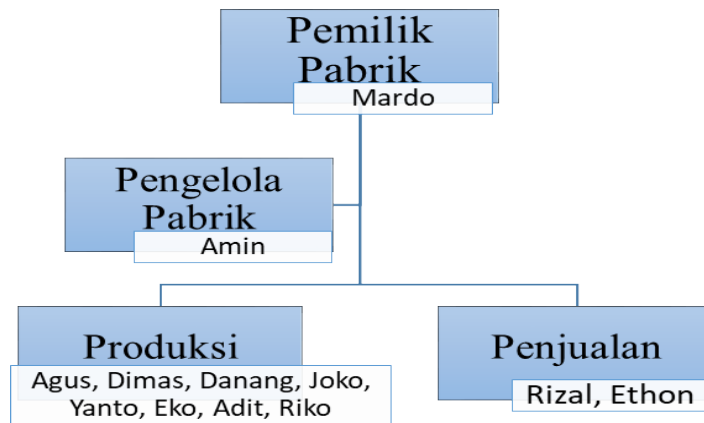 Pemilik
Pabrik
Mardo
Pengelola
Pabrik
Amin
Produksi
Agus, Dimas, Danang, Joko,
Yanto, Eko, Adit, Riko
Penjualan
Rizal, Ethon